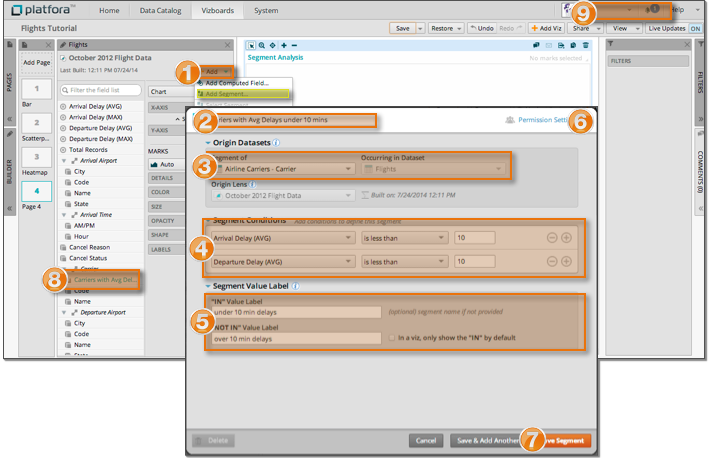 platfora Home Data Catalog Vizboards System Help
9
1
Flights Tutorial
Save Restore Undo Redo Add Viz Share View Live Updates ON
PAGES
BUILDER
Add Page
1
Bar
2
Scatterp...
3
Heatmap
4
Page 4
Flights
October 2012 Flight Data
Last Built: 12:11 PM 07/24/14
Filter the field list
Arrival Delay (AVG)
Arrival Delay (MAX)
Departure Delay (AVG)
Departure Delay (MAX)
Total Records
Arrival Airport
City
Code
Name
State
Arrival Time
AM/PM
Hour
Cancel Reason
Cancel Status
Carrier
8
Carriers with Avg Del...
Code
Name
Departure Airport
City
Code
Name
State
Chart
X-AXIS
Y-AXIS
MARKS
Auto
DETAILS
COLOR
SIZE
OPACITY
SHAPE
LABELS
1
Add
Add Computed Field...
Add Segment...
Segment Analysis
No marks selected
FILTERS
FILTERS
COMMENTS (0)
2
Carriers with Avg Delays under 10 mins
Permission Setti
6
Origin Datasets
3
Segment of
Occurring in Dataset
Airline Carriers - Carrier
Flights
Origin Lens
October 2012 Flight Data
Built on: 7/24/2014 12:11 PM
Segment Conditions Add conditions to define this Segment
4
Arrival Delay (AVG) is less than 10
Departure Delay (AVG) is less than 10
Segment Value Label
5
"IN" Value Label
under 10 min delays
(optional) segment name if not provided
"NOT IN" Value Label
over 10 min delays
In a viz, only show the "IN" by default
Delete
Cancel
Save & Add Another
7
ve Segment